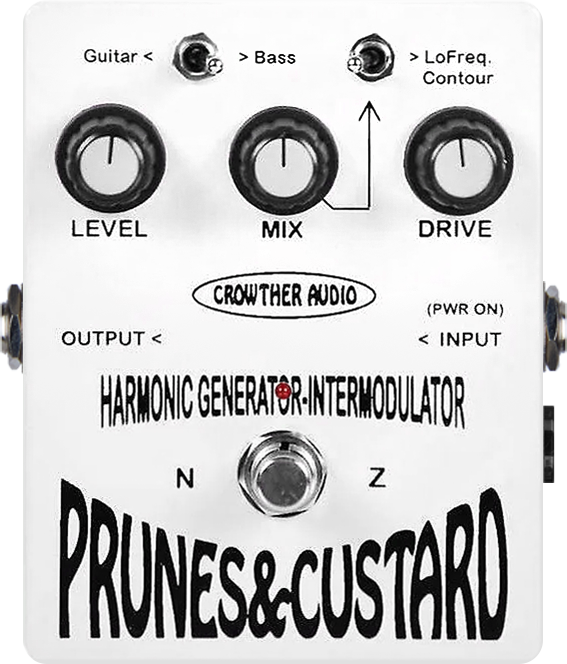 Guitar < > Bass > LoFreq.
Contour
LEVEL MIX DRIVE
CROWTHER AUDIO
(PWR ON)
OUTPUT < < INPUT
HARMONIC GENERATOR-INTERMODULATOR
N Z
PRUNES&CUSTARD